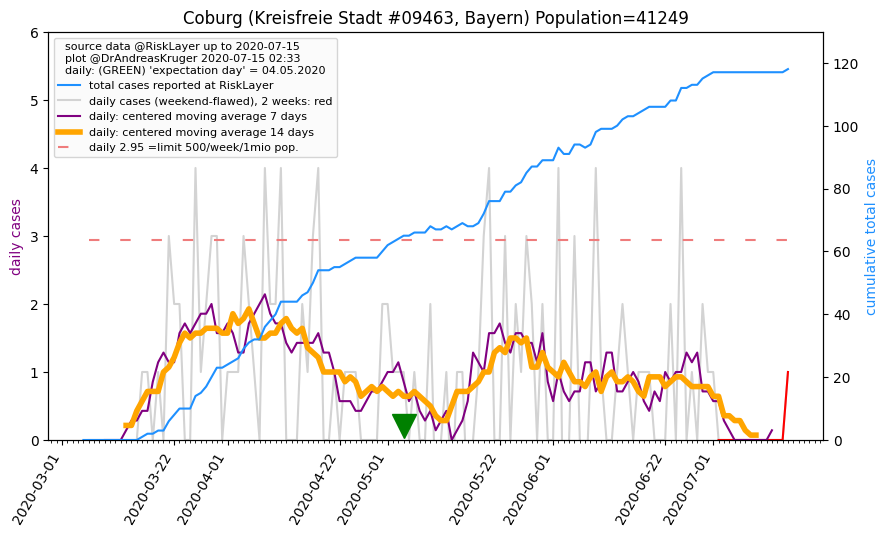 Coburg (Kreisfreie Stadt #09463, Bayern) Population=41249
source data @RiskLayer up to 2020-07-15
plot @DrAndreasKruger 2020-07-15 02:33
daily: (GREEN) 'expectation day' = 04.05.2020
total cases reported at RiskLayer
daily cases (weekend-flawed), 2 weeks: red
daily: centered moving average 7 days
daily: centered moving average 14 days
daily 2.95 =limit 500/week/1mio pop.
daily cases
6
5
4
3
2
1
0
120
100
80
60
40
20
0
cumulative total cases
2020-03-01
2020-03-22
2020-04-01
2020-04-22
2020-05-01
2020-05-22
2020-06-01
2020-06-22
2020-07-01